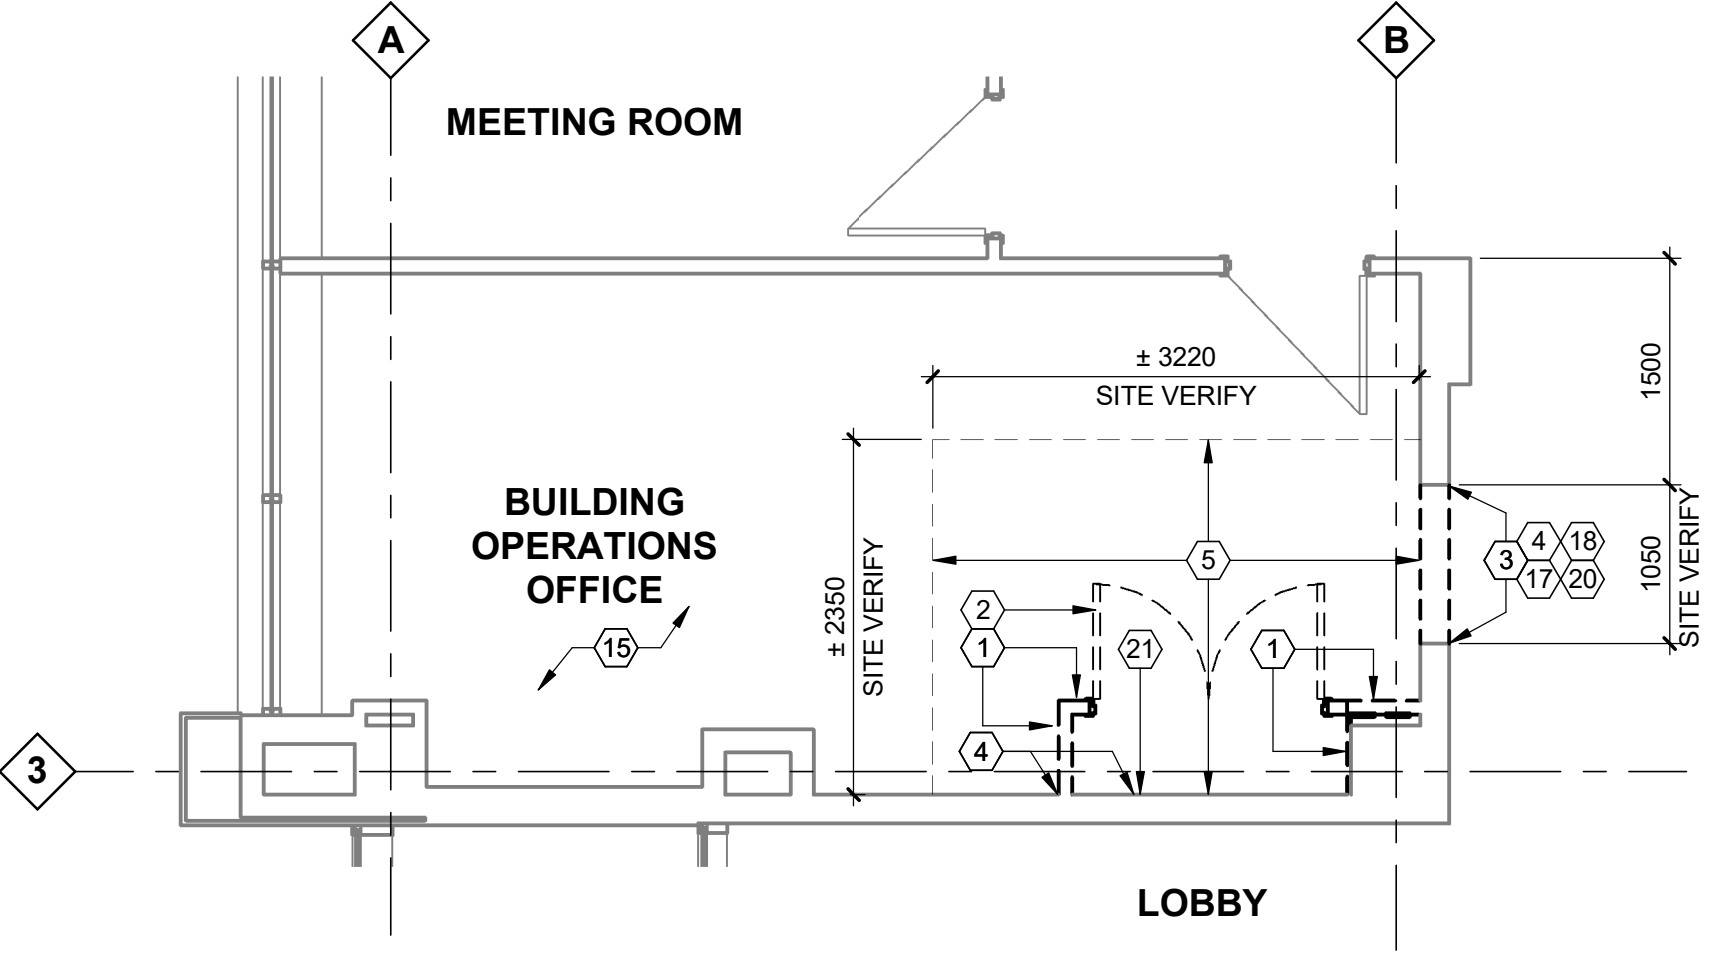 A
B
MEETING ROOM
± 3220
SITE VERIFY
1500
BUILDING
OPERATIONS
OFFICE
15
± 2350
SITE VERIFY
5
3
4
18
17
20
1050
SITE VERIFY
2
1
21
1
4
3
LOBBY